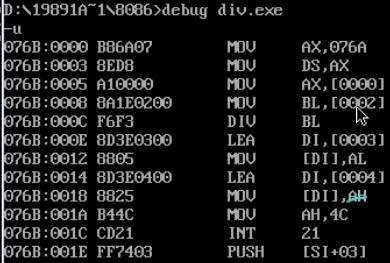 D:\19891A~1\8086>debug div.exe
-u
076B:0000 B86A07 MOV AX,076A
076B:0003 8ED8 MOV DS,AX
076B:0005 A10000 MOV AX,[0000]
076B:0008 8A1E0200 MOV BL,[0002]
076B:000C F6F3 DIV BL
076B:000E 8D3E0300 LEA DI,[0003]
076B:0012 8805 MOV [DI],AL
076B:0014 8D3E0400 LEA DI,[0004]
076B:0018 8825 MOV [DI],AH
076B:001A B44C MOV AH,4C
076B:001C CD21 INT 21
076B:001E FF7403 PUSH [SI+03]